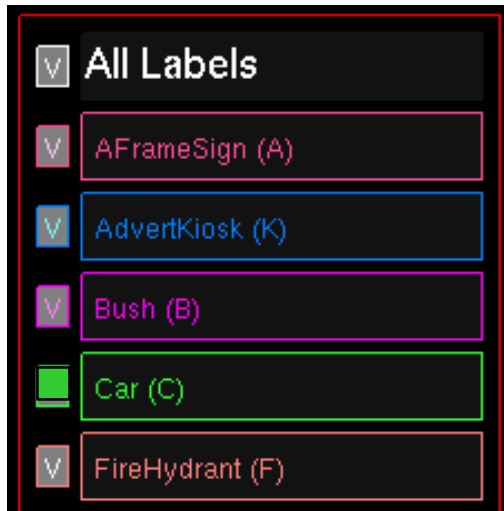 V All Labels
V AFrameSign (A)
V AdvertKiosk (K)
V Bush (B)
Car (C)
V FireHydrant (F)